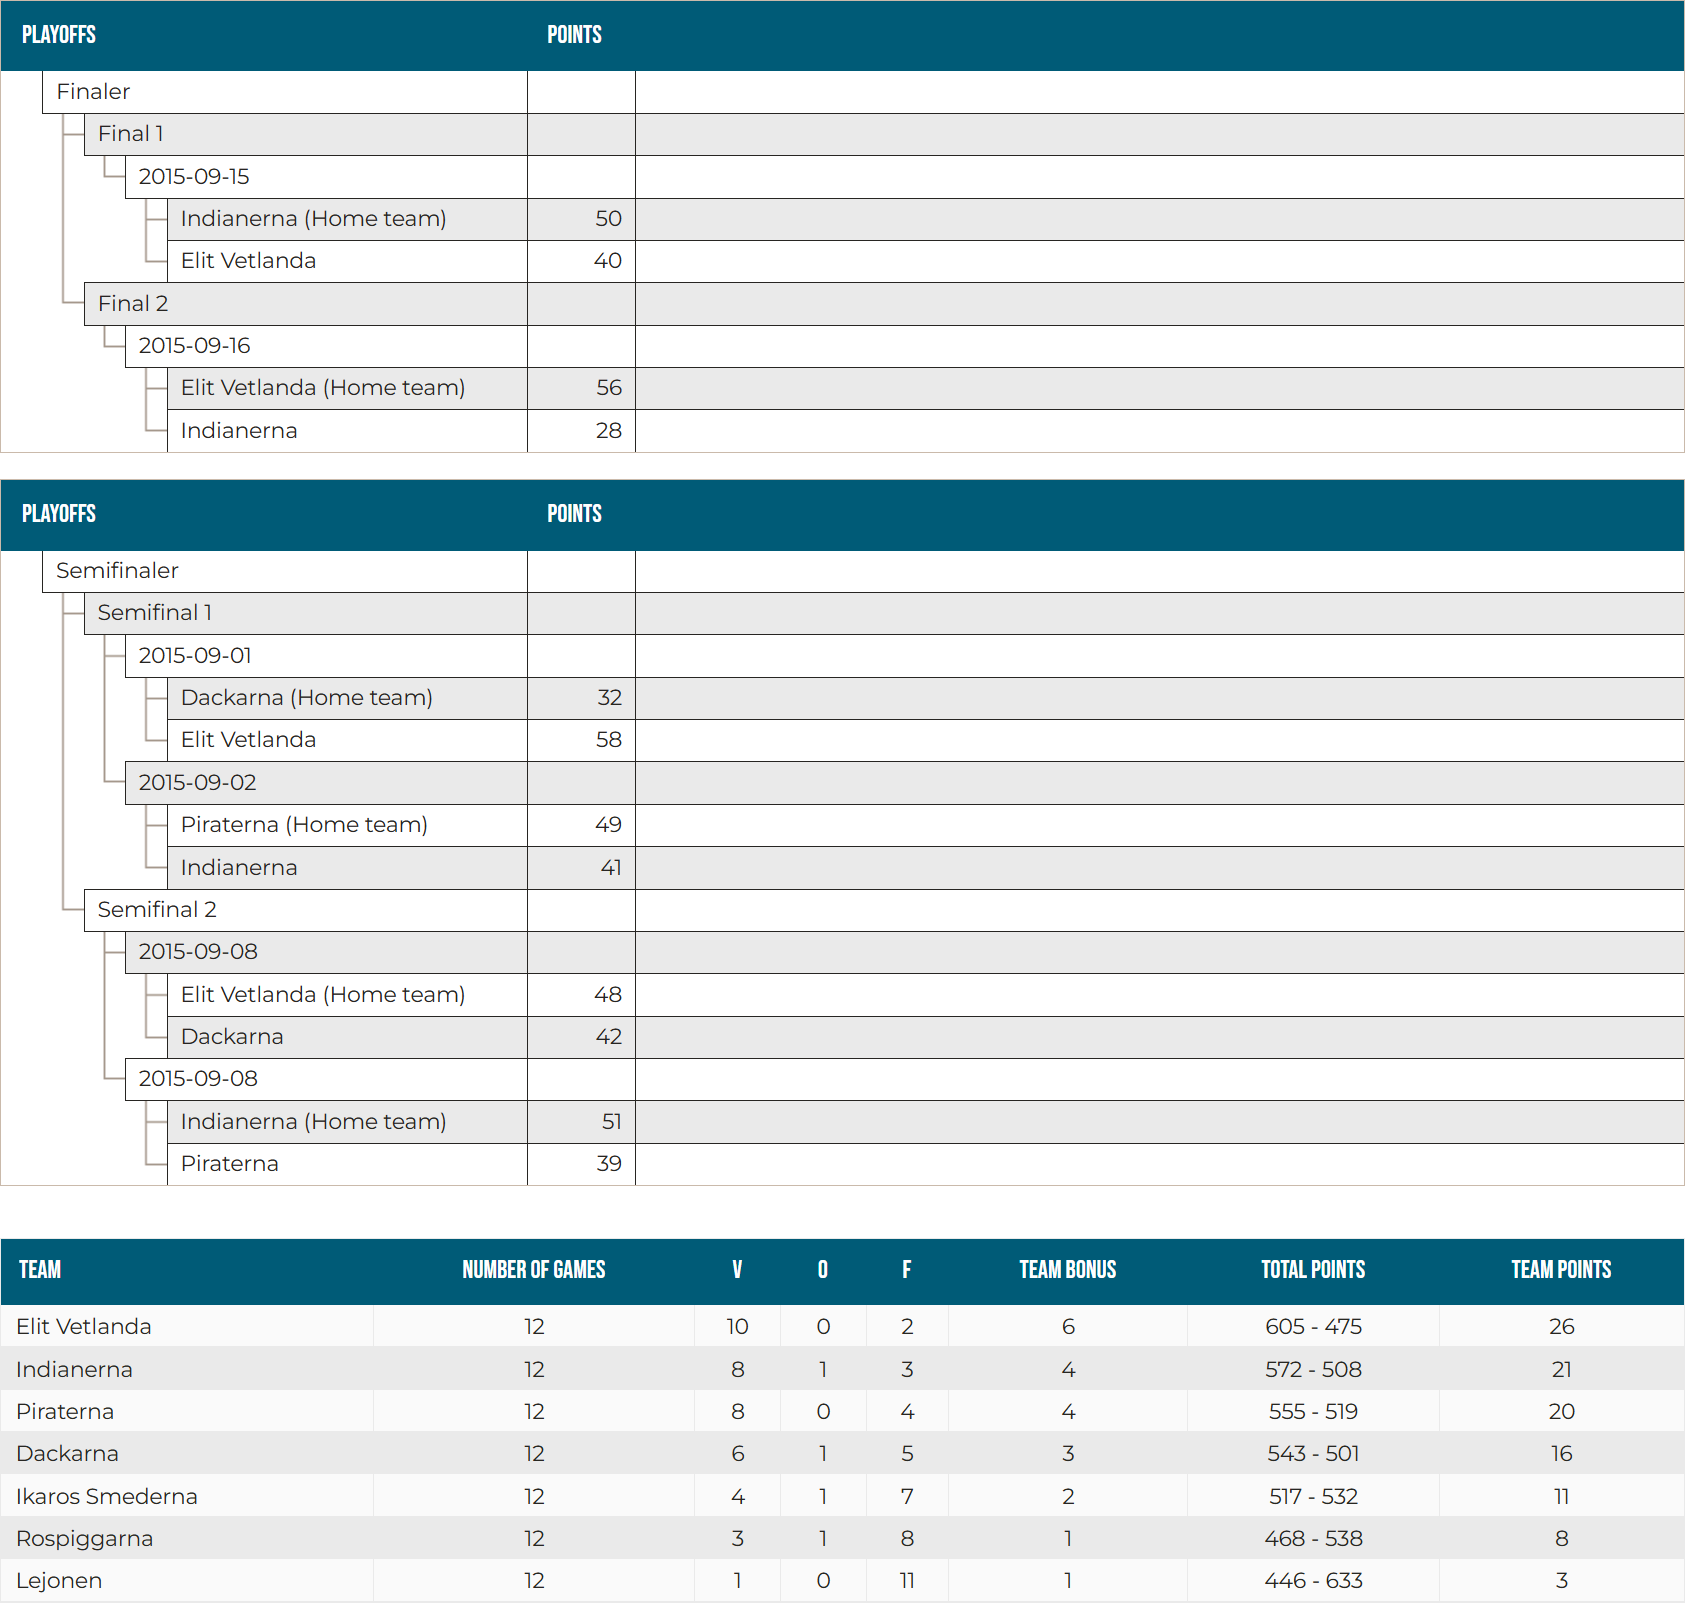 PLAYOFFS POINTS
Finaler
Final 1
2015-09-15
Indianerna (Home team) 50
Elit Vetlanda 40
Final 2
2015-09-16
Elit Vetlanda (Home team) 56
Indianerna 28
PLAYOFFS POINTS
Semifinaler
Semifinal 1
2015-09-01
Dackarna (Home team) 32
Elit Vetlanda 58
2015-09-02
Piraterna (Home team) 49
Indianerna 41
Semifinal 2
2015-09-08
Elit Vetlanda (Home team) 48
Dackarna 42
2015-09-08
Indianerna (Home team) 51
Piraterna 39
TEAM NUMBER OF GAMES V O F TEAM BONUS TOTAL POINTS TEAM POINTS
Elit Vetlanda 12 10 0 2 6 605 - 475 26
Indianerna 12 8 1 3 4 572 - 508 21
Piraterna 12 8 0 4 4 555 - 519 20
Dackarna 12 6 1 5 3 543 - 501 16
Ikaros Smederna 12 4 1 7 2 517 - 532 11
Rospiggarna 12 3 1 8 1 468 - 538 8
Lejonen 12 1 0 11 1 446 - 633 3